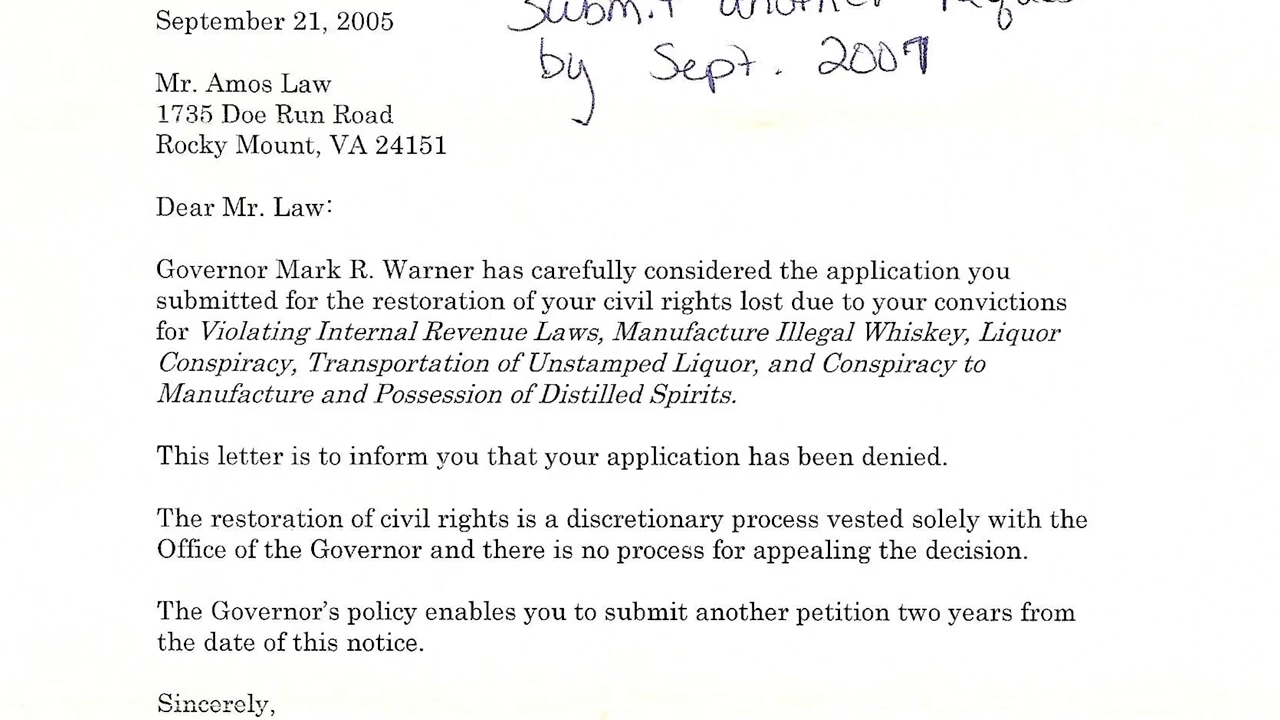 Submit another reques
September 21, 2005
by Sept. 2007
Mr. Amos Law
1735 Doe Run Road
Rocky Mount, VA 24151
Dear Mr. Law:
Governor Mark R. Warner has carefully considered the application you
submitted for the restoration of your civil rights lost due to your convictions
for Violating Internal Revenue Laws, Manufacture Illegal Whiskey, Liquor
Conspiracy, Transportation of Unstamped Liquor, and Conspiracy to
Manufacture and Possession of Distilled Spirits.
This letter is to inform you that your application has been denied.
The restoration of civil rights is a discretionary process vested solely with the
Office of the Governor and there is no process for appealing the decision.
The Governor's policy enables you to submit another petition two years from
the date of this notice.
Sincerely,